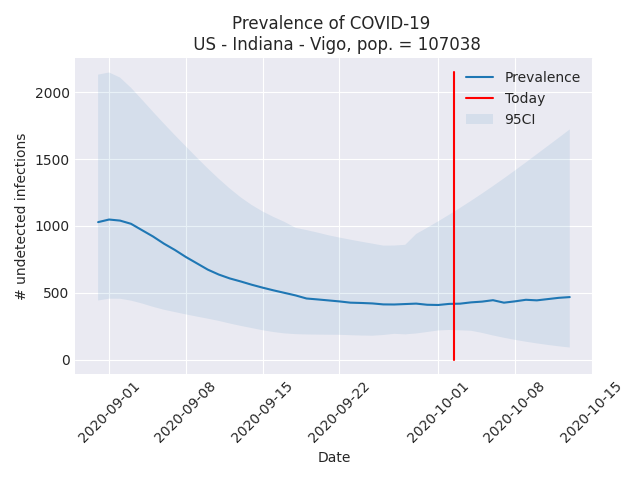 Prevalence of COVID-19
US - Indiana - Vigo, pop. = 107038
Prevalence
Today
95CI
# undetected infections
2000
1500
1000
500
0
2020-09-01
2020-09-08
2020-09-15
2020-09-22
2020-10-01
2020-10-08
2020-10-15
Date